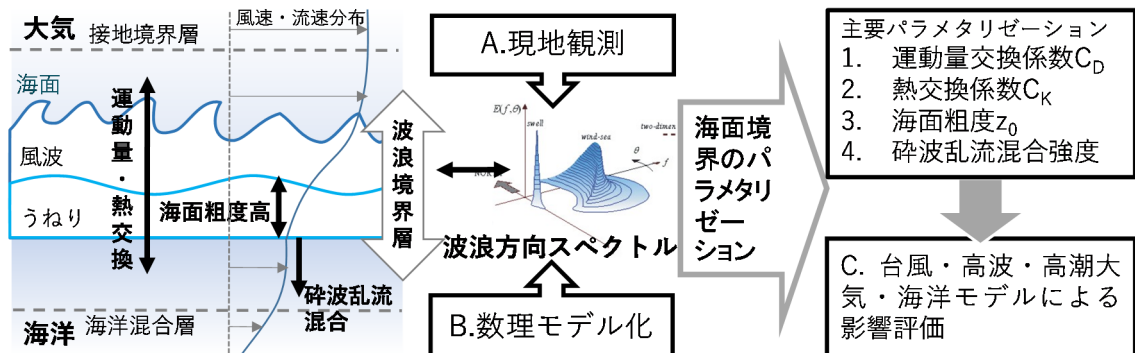 大気
接地境界層
風速・流速分布
海面
運動量・熱交換
風波
うねり
海面粗度高
砕波乱流
混合
海洋
海洋混合層
波浪境界層
A.現地観測
E(f,θ)
swell
wind-sea
two-dimen
θ
f
波浪方向スペクトル
B.数理モデル化
海面境
界のパ
ラメタリ
ゼー
ション
主要パラメタリゼーション
1. 運動量交換係数CD
2. 熱交換係数CK
3. 海面粗度z0
4. 砕波乱流混合強度
C. 台風・高波・高潮大
気・海洋モデルによる
影響評価